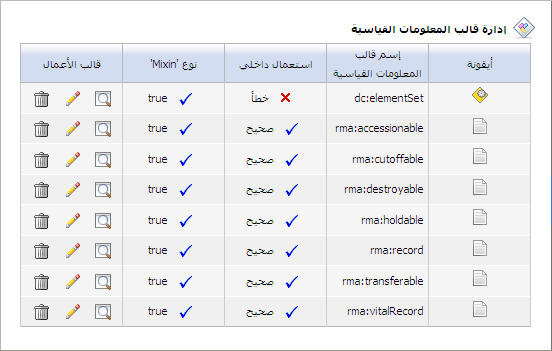 إدارة قالب المعلومات القياسية
أيقونة إسم قالب المعلومات القياسية استعمال داخلي نوع 'Mixin' قالب الأعمال
dc:elementSet خطأ true
rma:accessionable صحيح true
rma:cutoffable صحيح true
rma:destroyable صحيح true
rma:holdable صحيح true
rma:record صحيح true
rma:transferable صحيح true
rma:vitalRecord صحيح true